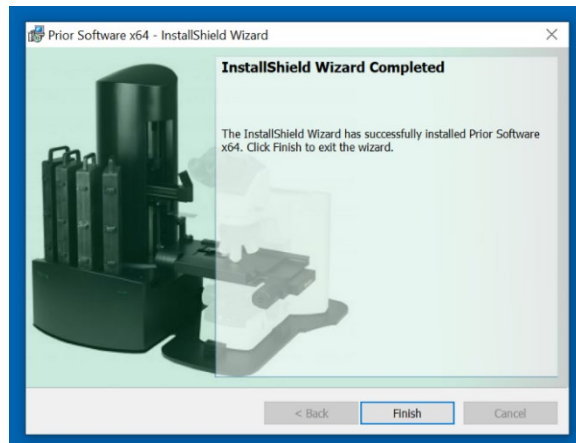 Prior Software x64 - InstallShield Wizard
InstallShield Wizard Completed
The InstallShield Wizard has successfully installed Prior Software
x64. Click Finish to exit the wizard.
< Back
Finish
Cancel